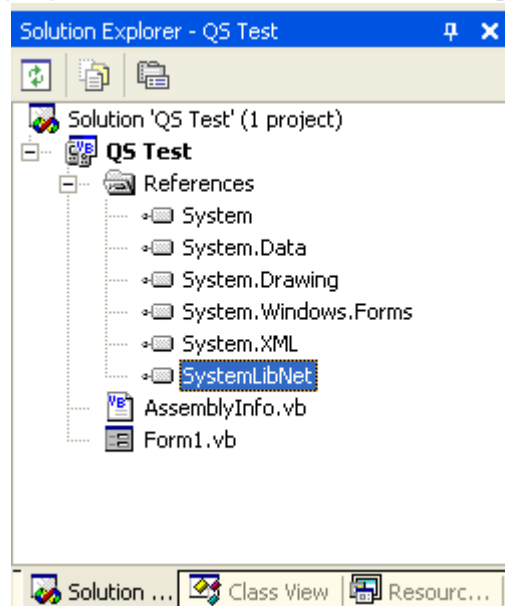 Solution Explorer - QS Test
Solution 'QS Test' (1 project)
QS Test
References
System
System.Data
System.Drawing
System.Windows.Forms
System.XML
SystemLibNet
AssemblyInfo.vb
Form1.vb
Solution ... Class View Resourc...